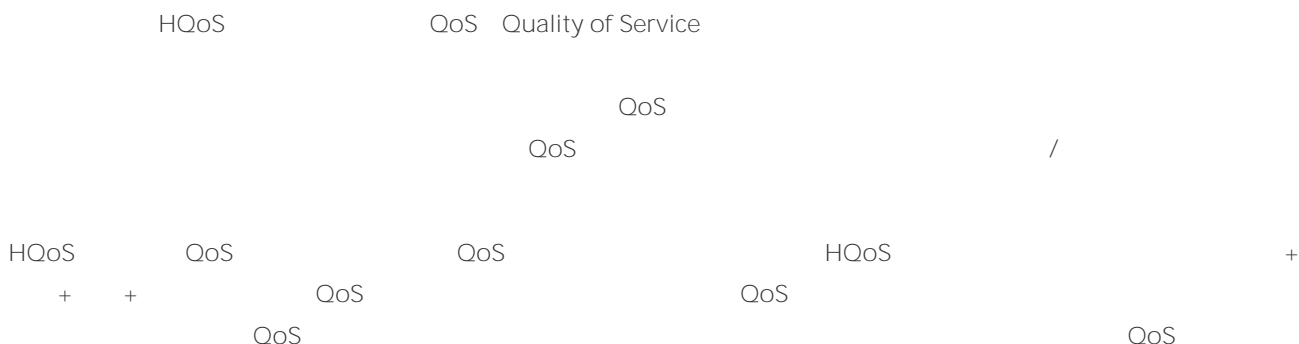 HQoS QoS Quality of Service
QoS
QoS /
HQoS QoS QoS HQoS +
+ + QoS QoS
QoS QoS